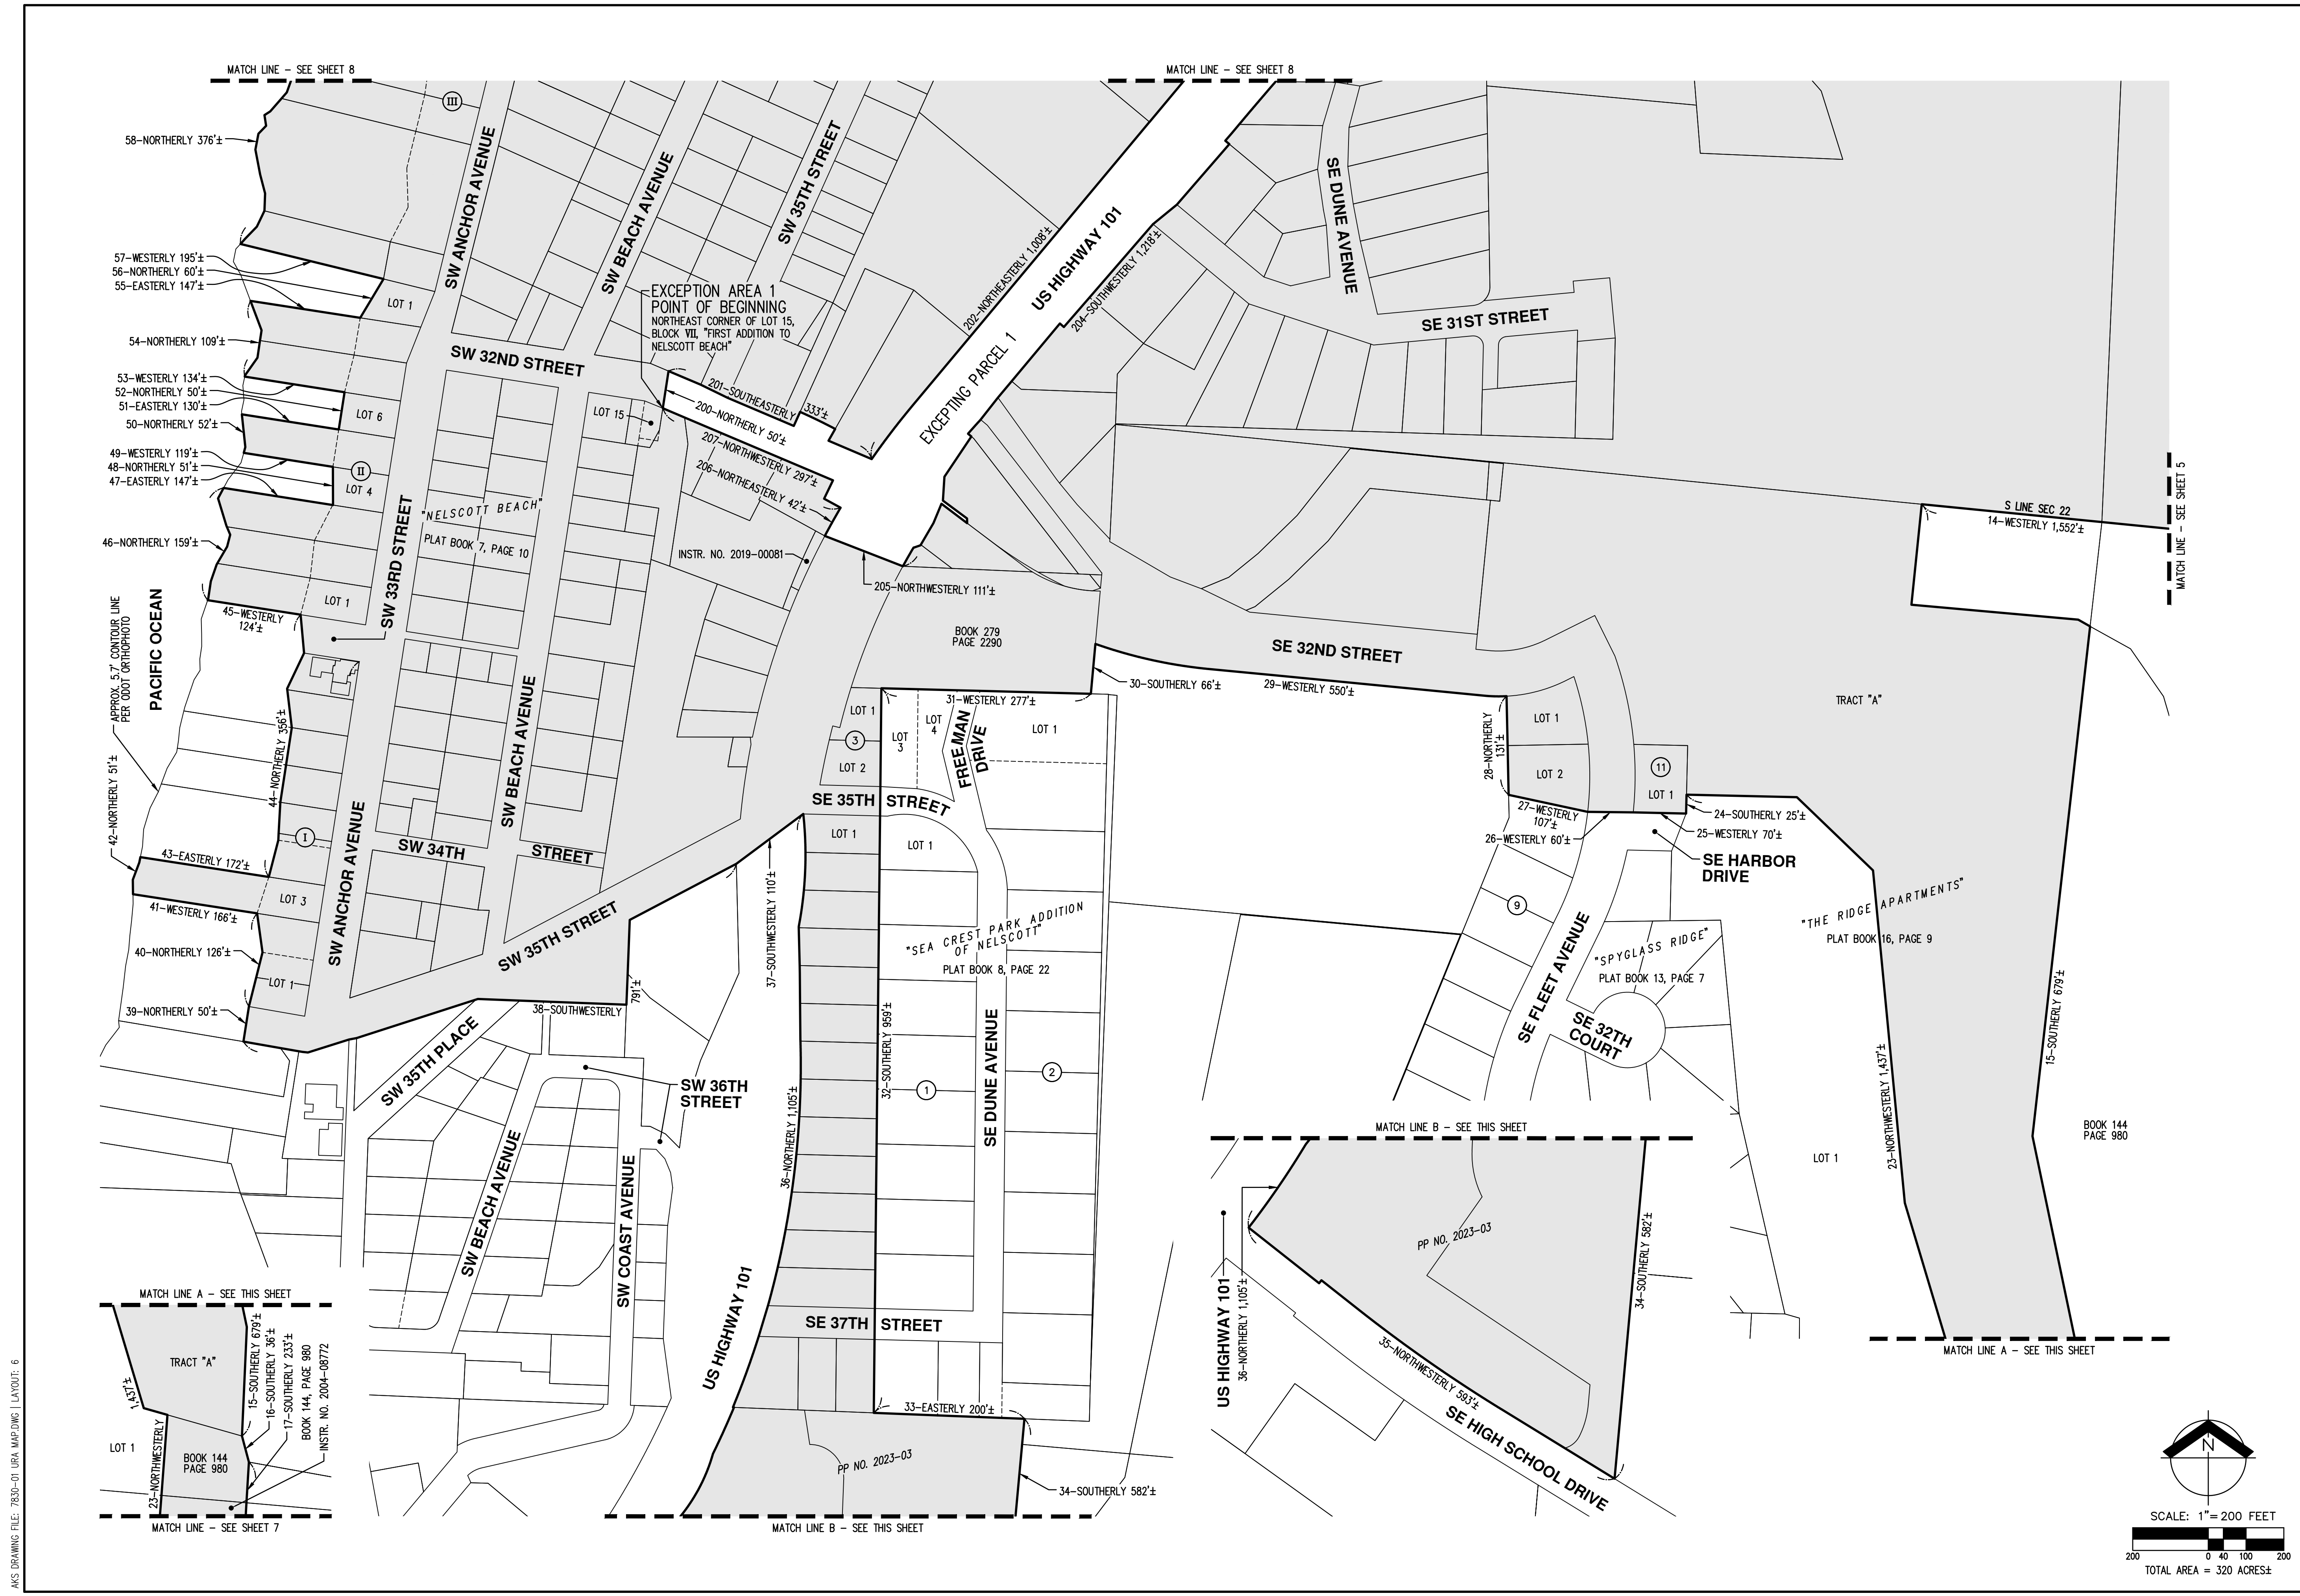 MATCH LINE – SEE SHEET 8
MATCH LINE – SEE SHEET 8
III
58–NORTHERLY 376'±
SW ANCHOR AVENUE
SW BEACH AVENUE
SW 35TH STREET
SE DUNE AVENUE
57–WESTERLY 195'±
56–NORTHERLY 60'±
55–EASTERLY 147'±
LOT 1
202–NORTHEASTERLY 1,008'±
US HIGHWAY 101
204–SOUTHWESTERLY 1,218'±
EXCEPTING PARCEL 1
SE 31ST STREET
EXCEPTION AREA 1
POINT OF BEGINNING
NORTHEAST CORNER OF LOT 15,
BLOCK VII, "FIRST ADDITION TO
NELSCOTT BEACH"
54–NORTHERLY 109'±
SW 32ND STREET
53–WESTERLY 134'±
52–NORTHERLY 50'±
51–EASTERLY 130'±
50–NORTHERLY 52'±
LOT 6
LOT 15
201–SOUTHEASTERLY
333'±
200–NORTHERLY 50'±
207–NORTHWESTERLY 297'±
206–NORTHEASTERLY 42'±
49–WESTERLY 119'±
48–NORTHERLY 51'±
47–EASTERLY 147'±
II
LOT 4
MATCH LINE – SEE SHEET 5
S LINE SEC 22
14–WESTERLY 1,552'±
"NELSCOTT BEACH"
PLAT BOOK 7, PAGE 10
SW 33RD STREET
46–NORTHERLY 159'±
INSTR. NO. 2019–00081
205–NORTHWESTERLY 111'±
LOT 1
45–WESTERLY
124'±
APPROX. 5.7' CONTOUR LINE
PER ODOT ORTHOPHOTO
PACIFIC OCEAN
BOOK 279
PAGE 2290
SE 32ND STREET
30–SOUTHERLY 66'±
29–WESTERLY 550'±
31–WESTERLY 277'±
TRACT "A"
LOT 1
3
LOT 2
LOT
3
LOT
4
FREEMAN
DRIVE
LOT 1
28–NORTHERLY
131'±
LOT 1
LOT 2
11
LOT 1
44–NORTHERLY 356'±
42–NORTHERLY 51'±
SW BEACH AVENUE
SE 35TH STREET
27–WESTERLY
107'±
26–WESTERLY 60'±
24–SOUTHERLY 25'±
25–WESTERLY 70'±
SE HARBOR
DRIVE
I
43–EASTERLY 172'±
SW 34TH STREET
LOT 1
LOT 1
LOT 3
41–WESTERLY 166'±
40–NORTHERLY 126'±
LOT 1
39–NORTHERLY 50'±
SW ANCHOR AVENUE
SW 35TH STREET
37–SOUTHWESTERLY 110'±
"SEA CREST PARK ADDITION
OF NELSCOTT"
PLAT BOOK 8, PAGE 22
9
"THE RIDGE APARTMENTS"
PLAT BOOK 16, PAGE 9
"SPYGLASS RIDGE"
PLAT BOOK 13, PAGE 7
SE FLEET AVENUE
SE 32TH
COURT
38–SOUTHWESTERLY
791'±
32–SOUTHERLY 959'±
15–SOUTHERLY 679'±
SW 35TH PLACE
SW 36TH
STREET
36–NORTHERLY 1,105'±
1
2
SE DUNE AVENUE
23–NORTHWESTERLY 1,437'±
BOOK 144
PAGE 980
LOT 1
SW BEACH AVENUE
SW COAST AVENUE
US HIGHWAY 101
SE 37TH STREET
33–EASTERLY 200'±
PP NO. 2023–03
34–SOUTHERLY 582'±
MATCH LINE B – SEE THIS SHEET
MATCH LINE B – SEE THIS SHEET
US HIGHWAY 101
36–NORTHERLY 1,105'±
PP NO. 2023–03
34–SOUTHERLY 582'±
35–NORTHWESTERLY 593'±
SE HIGH SCHOOL DRIVE
MATCH LINE A – SEE THIS SHEET
MATCH LINE A – SEE THIS SHEET
TRACT "A"
1,437'±
LOT 1
23–NORTHWESTERLY
BOOK 144
PAGE 980
15–SOUTHERLY 679'±
16–SOUTHERLY 36'±
17–SOUTHERLY 233'±
BOOK 144, PAGE 980
INSTR. NO. 2004–08772
MATCH LINE – SEE SHEET 7
N
SCALE: 1"= 200 FEET
200 0 40 100 200
TOTAL AREA = 320 ACRES±
AKS DRAWING FILE: 7830–01 URA MAP.DWG | LAYOUT: 6